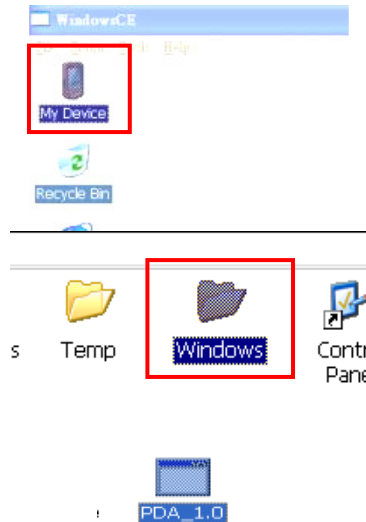 WindowsCE
Help
My Device
Recycle Bin
s Temp Windows Contr
Pane
PDA_1.0